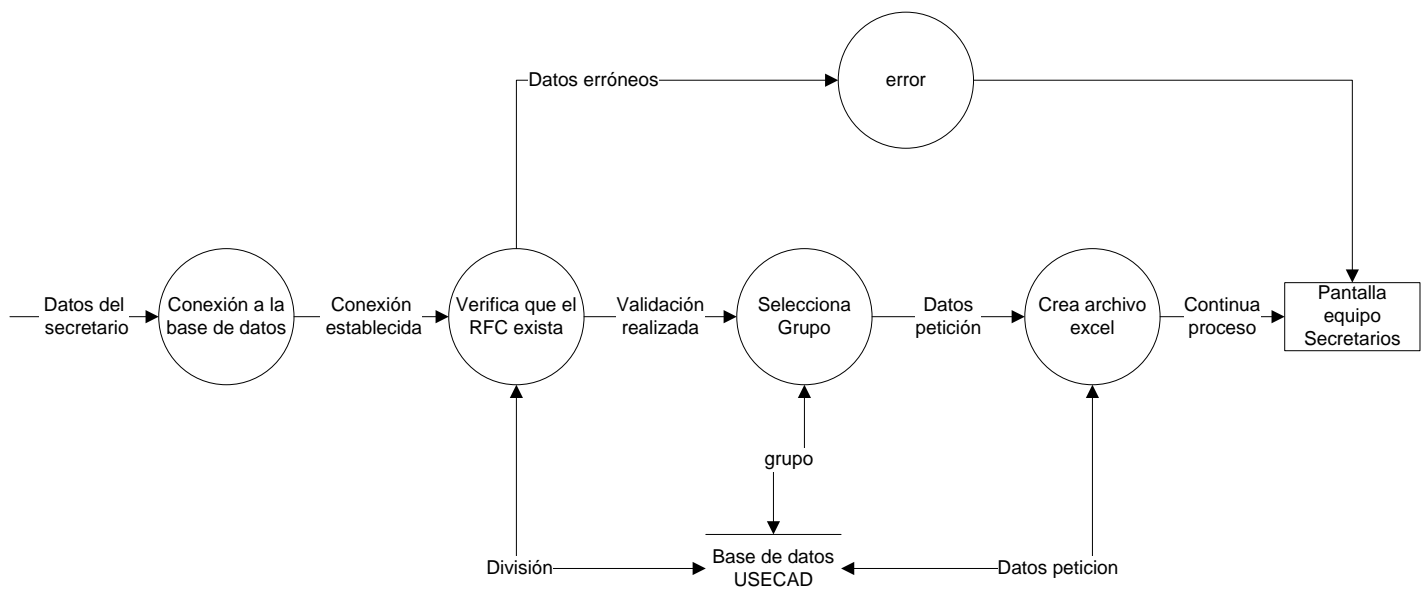 Datos erróneos
error
Datos del
secretario
Conexión a la
base de datos
Conexión
establecida
Verifica que el
RFC exista
Validación
realizada
Selecciona
Grupo
Datos
petición
Crea archivo
excel
Continua
proceso
Pantalla
equipo
Secretarios
grupo
División
Base de datos
USECAD
Datos peticion